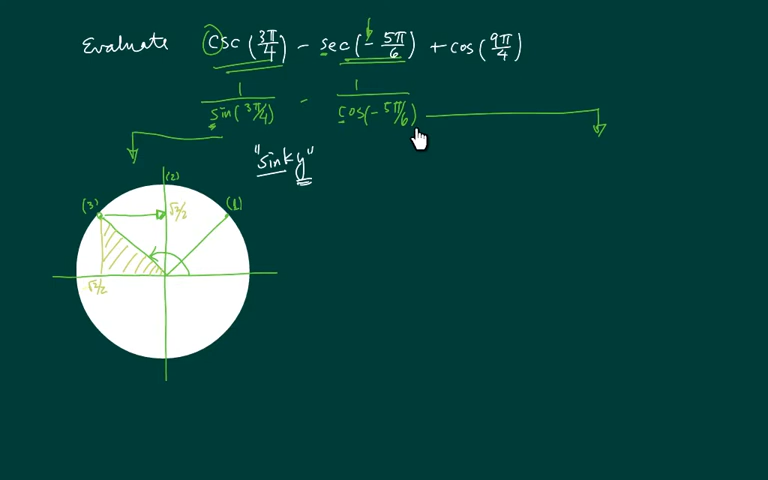 Evaluate csc(3π/4) − sec(−5π/6) + cos(9π/4)
1/sin(3π/4) − 1/cos(−5π/6)
"sinky"
(2)
(3) √2/2 (1)
√2/2